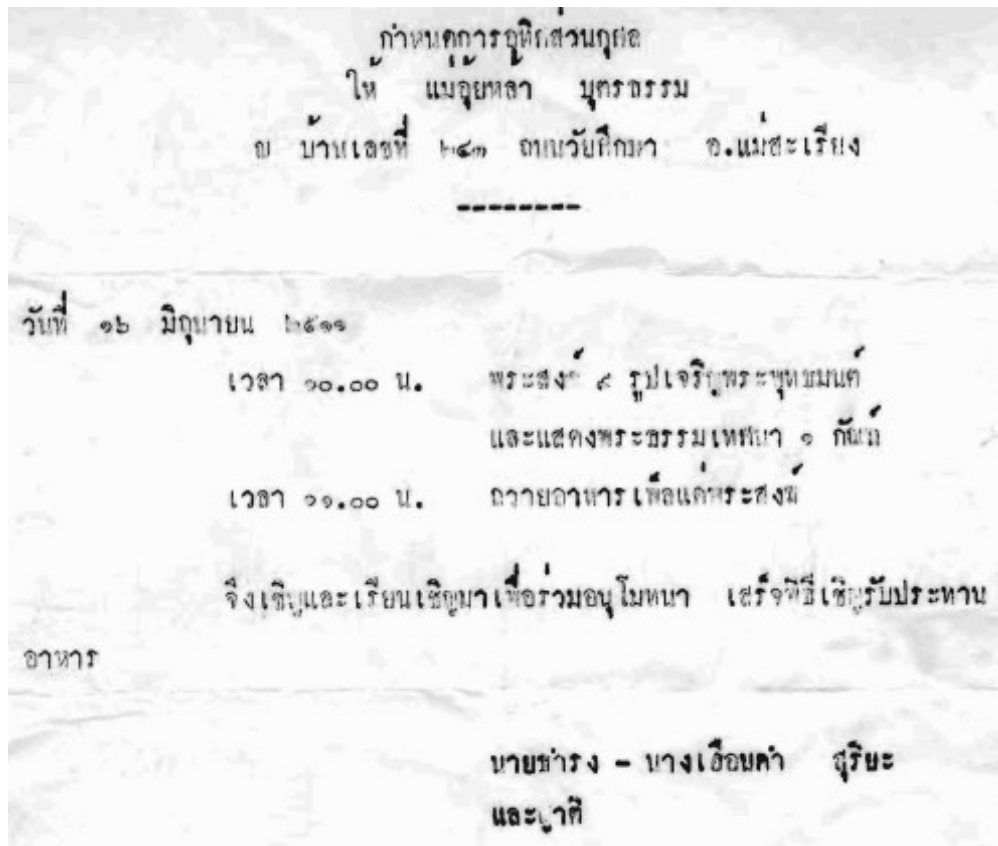 กำหนดการอุทิศส่วนกุศล
ให้ แม่อุ้ยหล้า บุตรธรรม
ณ บ้านเลขที่ ๒๔๓ ถนนวัยศึกษา อ.แม่สะเรียง
--------
วันที่ ๑๖ มิถุนายน ๒๕๑๑
เวลา ๑๐.๐๐ น. พระสงฆ์ ๙ รูปเจริญพระพุทธมนต์
และแสดงพระธรรมเทศนา ๑ กัณฑ์
เวลา ๑๑.๐๐ น. ถวายอาหารเพ็ลแด่พระสงฆ์
จึงเชิญและเรียนเชิญมาเพื่อร่วมอนุโมทนา เสร็จพิธีเชิญรับประทาน
อาหาร
นายธำรง - นางเฮือนคำ สุริยะ
และญาติ